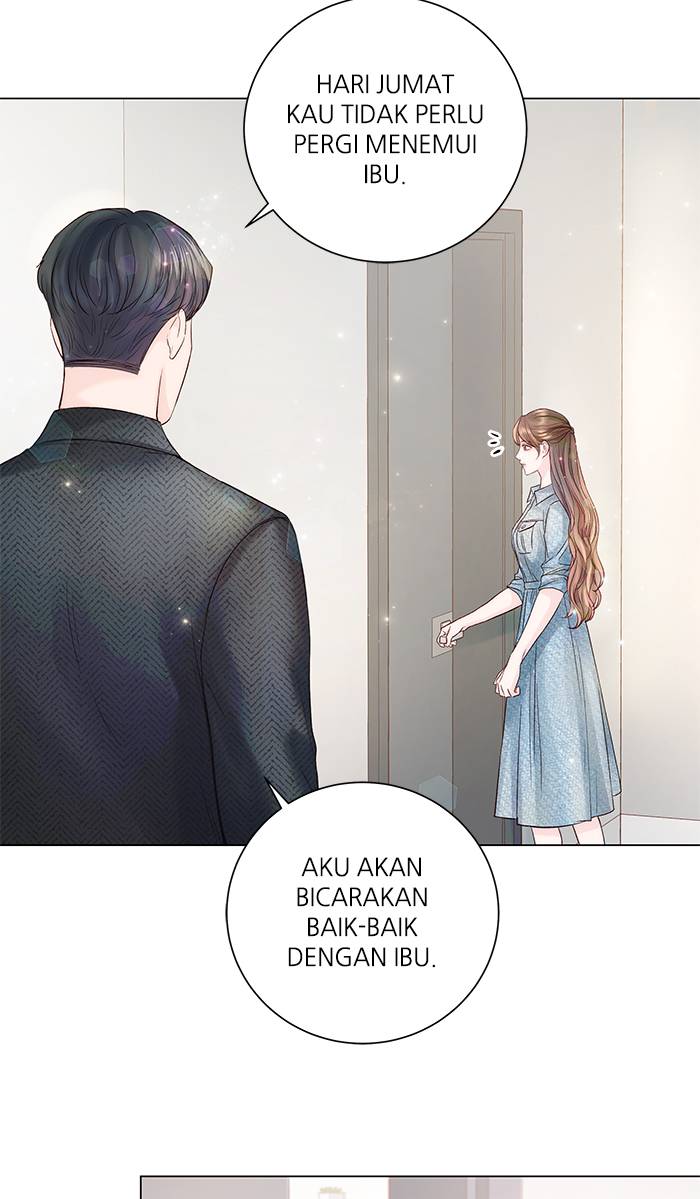 HARI JUMAT
KAU TIDAK PERLU
PERGI MENEMUI
IBU.
AKU AKAN
BICARAKAN
BAIK-BAIK
DENGAN IBU.